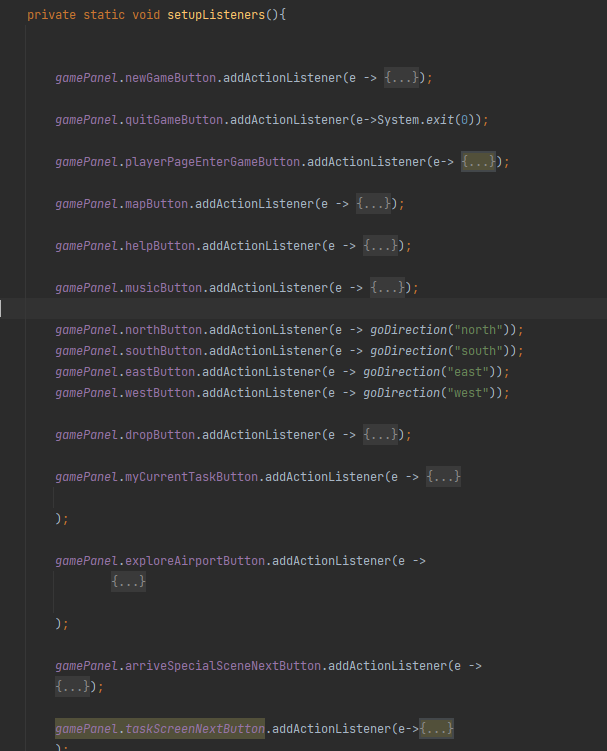 private static void setupListeners(){
gamePanel.newGameButton.addActionListener(e -> {...});
gamePanel.quitGameButton.addActionListener(e->System.exit(0));
gamePanel.playerPageEnterGameButton.addActionListener(e-> {...});
gamePanel.mapButton.addActionListener(e -> {...});
gamePanel.helpButton.addActionListener(e -> {...});
gamePanel.musicButton.addActionListener(e -> {...});
gamePanel.northButton.addActionListener(e -> goDirection("north"));
gamePanel.southButton.addActionListener(e -> goDirection("south"));
gamePanel.eastButton.addActionListener(e -> goDirection("east"));
gamePanel.westButton.addActionListener(e -> goDirection("west"));
gamePanel.dropButton.addActionListener(e -> {...});
gamePanel.myCurrentTaskButton.addActionListener(e -> {...}
);
gamePanel.exploreAirportButton.addActionListener(e ->
{...}
);
gamePanel.arriveSpecialSceneNextButton.addActionListener(e ->
{...});
gamePanel.taskScreenNextButton.addActionListener(e->{...}
);